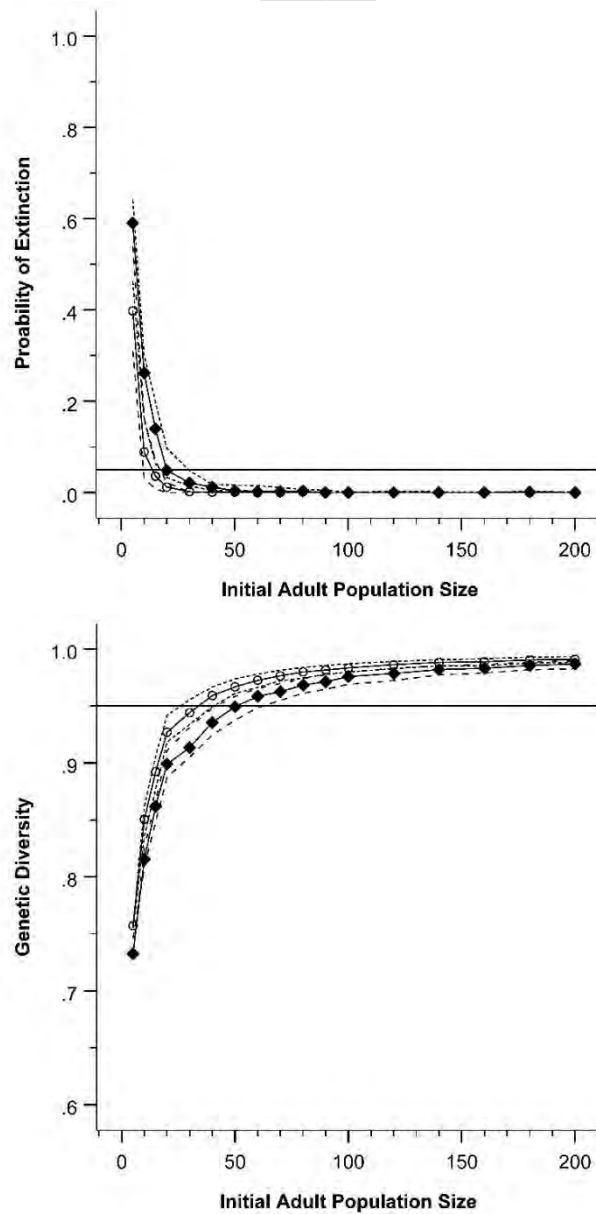 1.0
.8
.6
.4
.2
.0
Proability of Extinction
0 50 100 150 200
Initial Adult Population Size
1.0
.9
.8
.7
.6
Genetic Diversity
0 50 100 150 200
Initial Adult Population Size